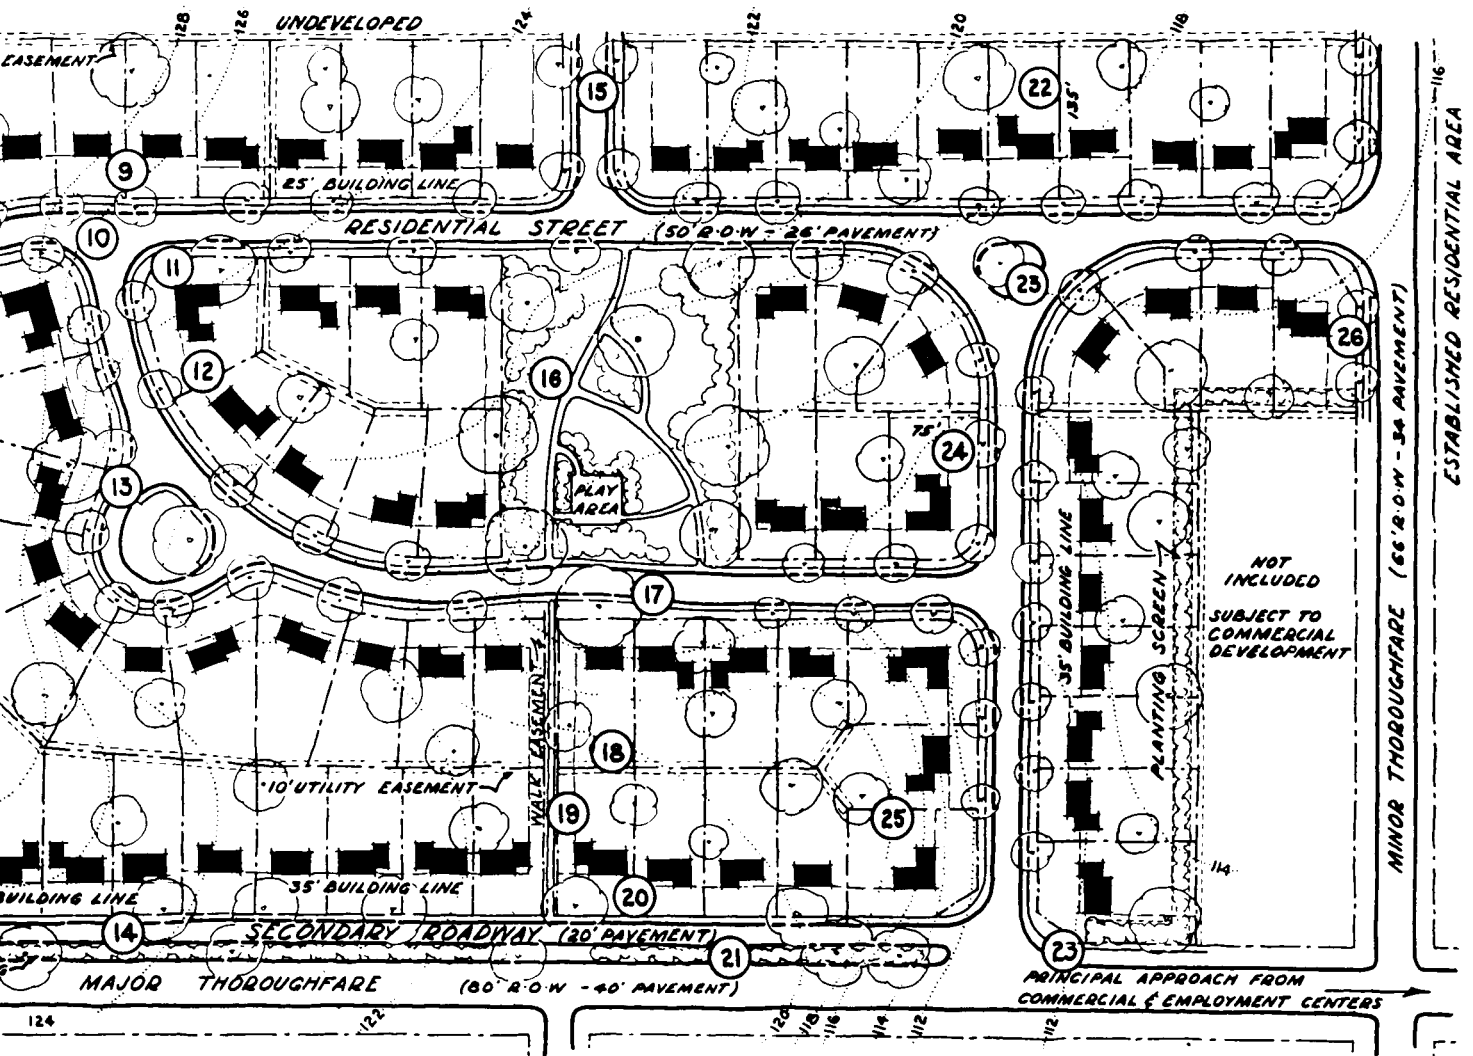 128
126
UNDEVELOPED
124
122
120
118
116
EASEMENT
15
22
135'
9
25' BUILDING LINE
10
RESIDENTIAL STREET (50' R·O·W - 26' PAVEMENT)
11
23
26
12
16
75'
24
13
PLAY
AREA
17
35' BUILDING LINE
PLANTING SCREEN
NOT
INCLUDED
SUBJECT TO
COMMERCIAL
DEVELOPMENT
MINOR THOROUGHFARE (66' R·O·W - 34 PAVEMENT)
ESTABLISHED RESIDENTIAL AREA
WALK EASEMENT
18
10' UTILITY EASEMENT
19
25
114
BUILDING LINE
35' BUILDING LINE
20
14
SECONDARY ROADWAY (20' PAVEMENT)
21
23
MAJOR THOROUGHFARE (80' R·O·W - 40' PAVEMENT)
PRINCIPAL APPROACH FROM
COMMERCIAL & EMPLOYMENT CENTERS
124
122
120
118
116
114
112
112